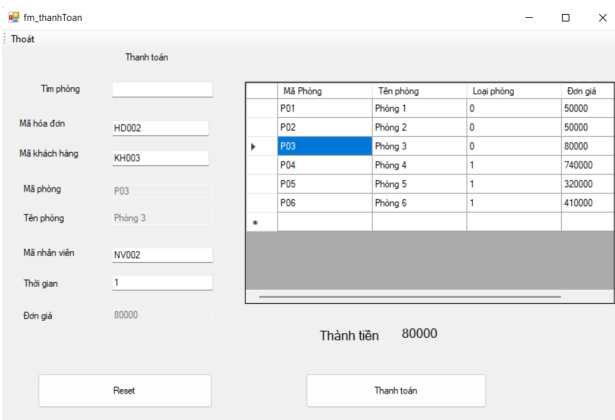 fm_thanhToan
Thoát
Thanh toán
Tìm phòng
Mã hóa đơn HD002
Mã khách hàng KH003
Mã phòng P03
Tên phòng Phòng 3
Mã nhân viên NV002
Thời gian 1
Đơn giá 80000
Mã Phòng Tên phòng Loại phòng Đơn giá
P01 Phòng 1 0 50000
P02 Phòng 2 0 50000
P03 Phòng 3 0 80000
P04 Phòng 4 1 740000
P05 Phòng 5 1 320000
P06 Phòng 6 1 410000
Thành tiền 80000
Reset Thanh toán